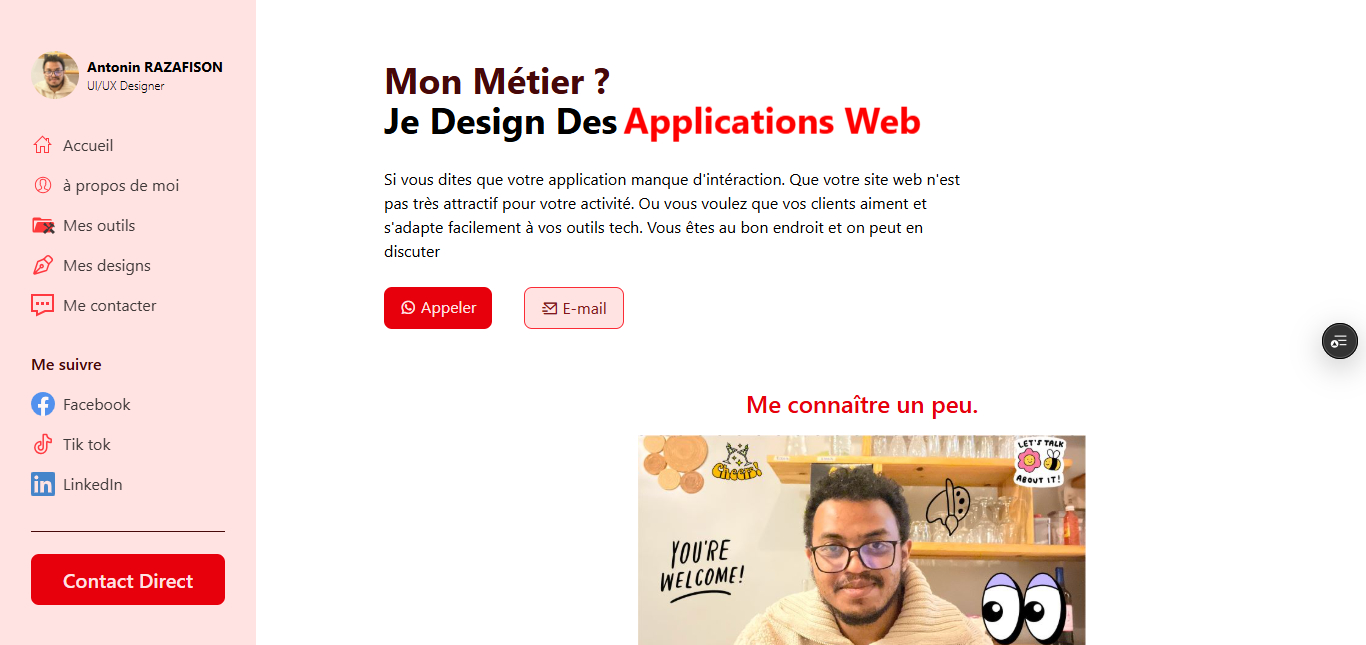 Antonin RAZAFISON
UI/UX Designer
Accueil
à propos de moi
Mes outils
Mes designs
Me contacter
Me suivre
Facebook
Tik tok
LinkedIn
Contact Direct
Mon Métier ?
Je Design Des Applications Web
Si vous dites que votre application manque d'intéraction. Que votre site web n'est
pas très attractif pour votre activité. Ou vous voulez que vos clients aiment et
s'adapte facilement à vos outils tech. Vous êtes au bon endroit et on peut en
discuter
Appeler
E-mail
Me connaître un peu.
Cheers!
LET'S TALK
ABOUT IT!
YOU'RE
WELCOME!